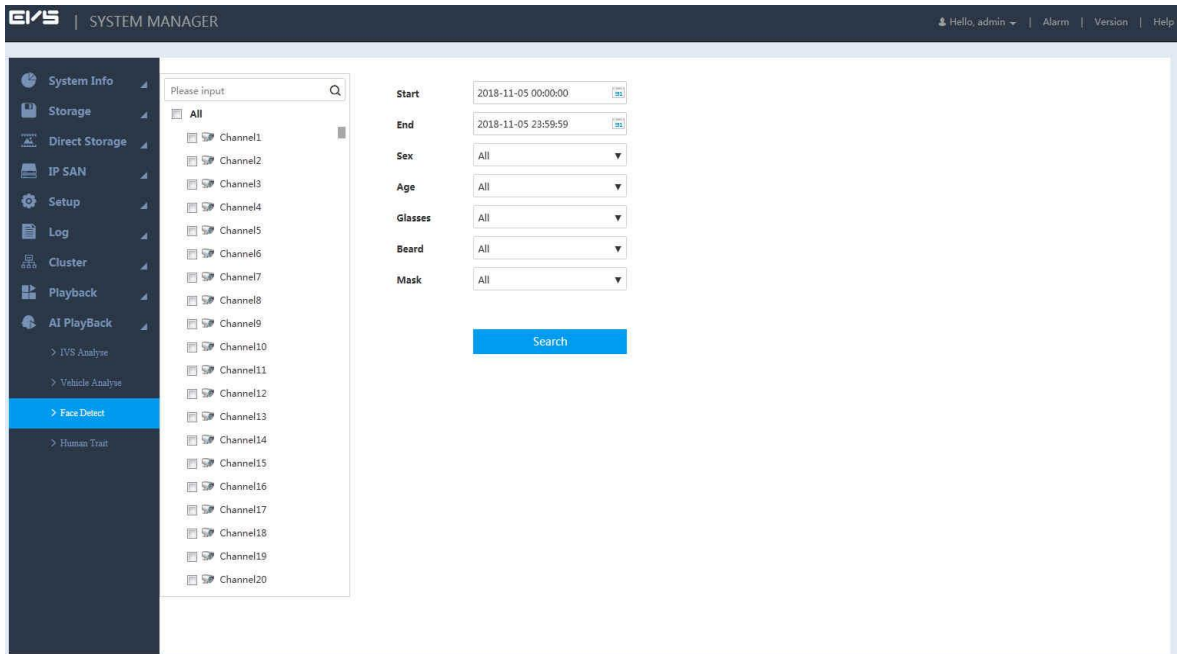 EVS | SYSTEM MANAGER
Hello, admin | Alarm | Version | Help
System Info
Storage
Direct Storage
IP SAN
Setup
Log
Cluster
Playback
AI PlayBack
> IVS Analyse
> Vehicle Analyse
> Face Detect
> Human Trait
Please input
All
Channel1
Channel2
Channel3
Channel4
Channel5
Channel6
Channel7
Channel8
Channel9
Channel10
Channel11
Channel12
Channel13
Channel14
Channel15
Channel16
Channel17
Channel18
Channel19
Channel20
Start 2018-11-05 00:00:00 31
End 2018-11-05 23:59:59 31
Sex All
Age All
Glasses All
Beard All
Mask All
Search